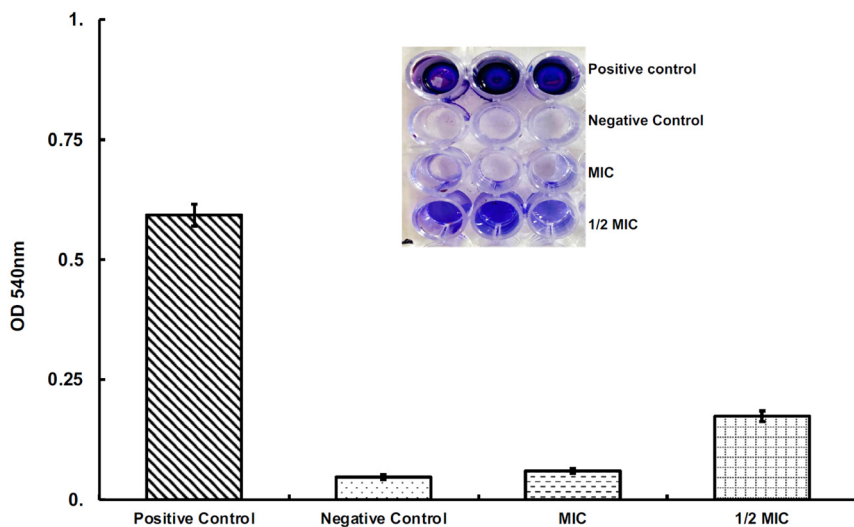 1.
0.75
0.5
0.25
0.
OD 540nm
Positive control
Negative Control
MIC
1/2 MIC
Positive Control
Negative Control
MIC
1/2 MIC